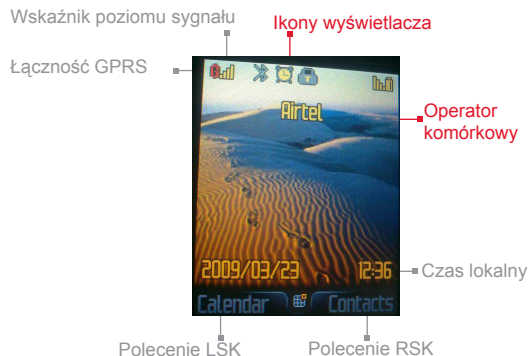 Wskaźnik poziomu sygnału
Ikony wyświetlacza
Łączność GPRS
Airtel
Operator
komórkowy
2009/03/23
12:36
Czas lokalny
Calendar
Contacts
Polecenie LSK
Polecenie RSK